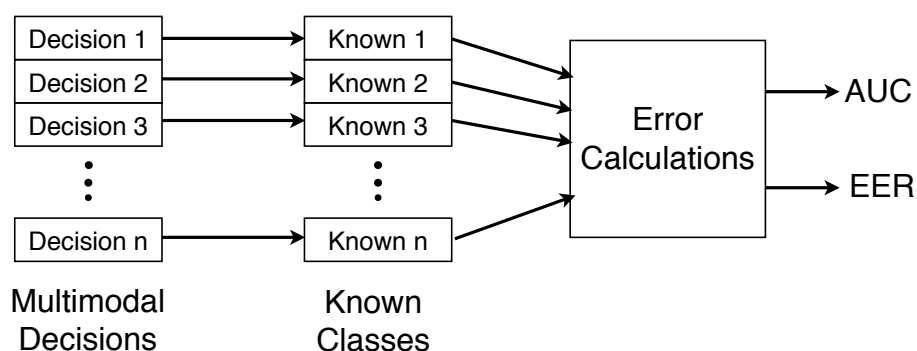 Decision 1
Known 1
Decision 2
Known 2
Decision 3
Known 3
Decision n
Known n
Error
Calculations
AUC
EER
Multimodal
Decisions
Known
Classes